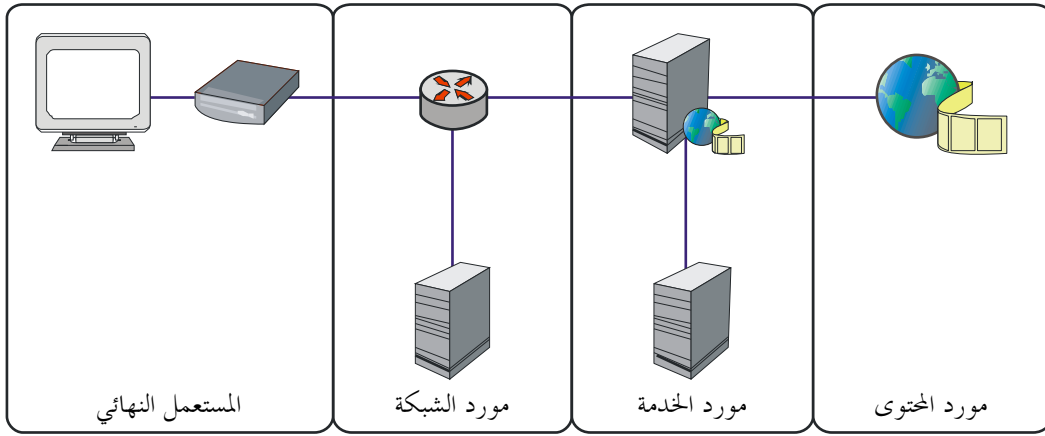 مورد المحتوى
مورد الخدمة
مورد الشبكة
المستعمل النهائي